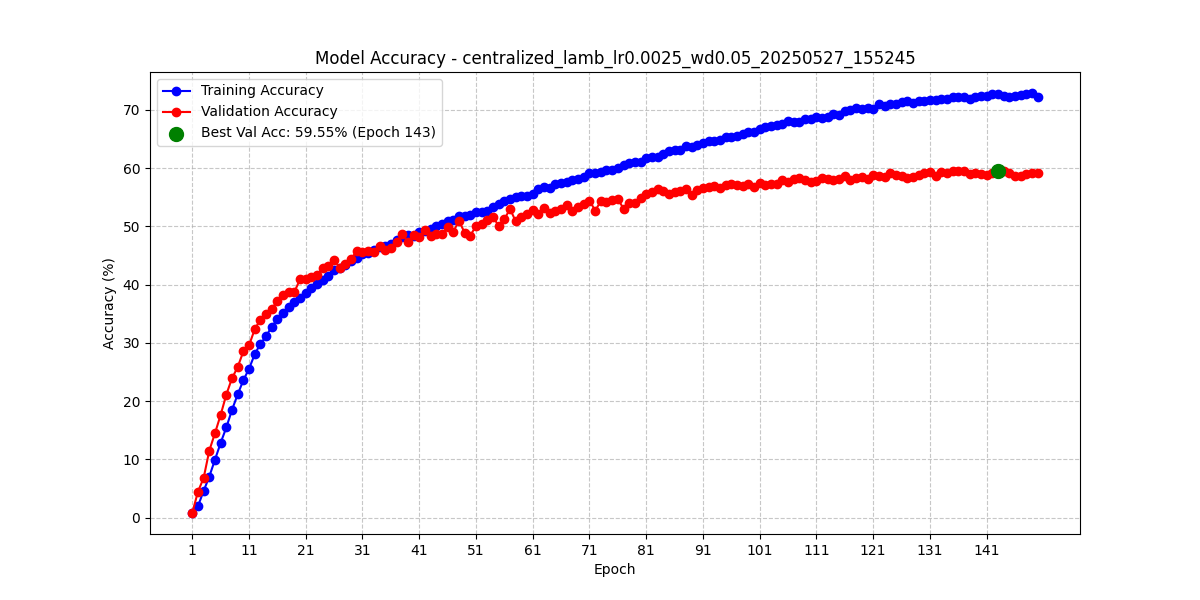 Model Accuracy - centralized_lamb_lr0.0025_wd0.05_20250527_155245
Training Accuracy
Validation Accuracy
Best Val Acc: 59.55% (Epoch 143)
Accuracy (%)
70
60
50
40
30
20
10
0
1 11 21 31 41 51 61 71 81 91 101 111 121 131 141
Epoch